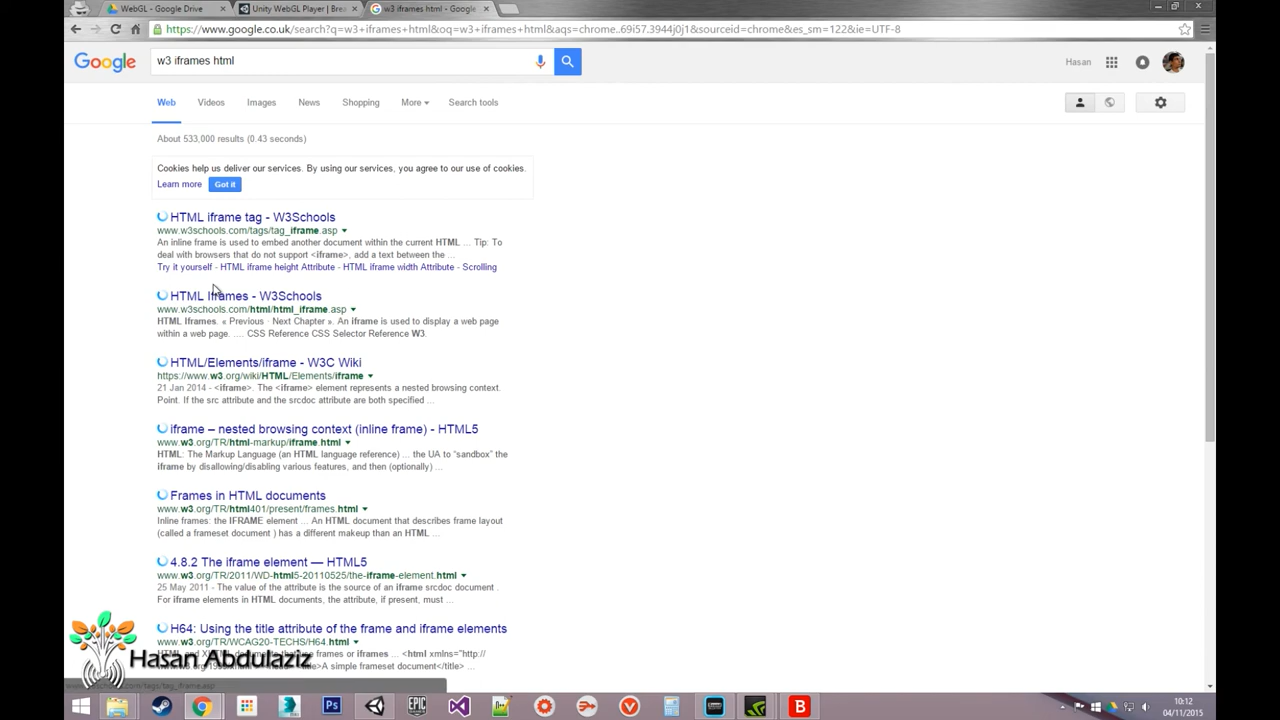 WebGL - Google Drive
Unity WebGL Player | Brea
w3 iframes html - Google
https://www.google.co.uk/search?q=w3+iframes+html&oq=w3+iframes+html&aqs=chrome..69i57.3944j0j1&sourceid=chrome&es_sm=122&ie=UTF-8
Google
w3 iframes html
Hasan
Web Videos Images News Shopping More Search tools
About 533,000 results (0.43 seconds)
Cookies help us deliver our services. By using our services, you agree to our use of cookies.
Learn more Got it
HTML iframe tag - W3Schools
www.w3schools.com/tags/tag_iframe.asp
An inline frame is used to embed another document within the current HTML ... Tip: To
deal with browsers that do not support <iframe>, add a text between the ...
Try it yourself - HTML iframe height Attribute - HTML iframe width Attribute - Scrolling
HTML Iframes - W3Schools
www.w3schools.com/html/html_iframe.asp
HTML Iframes. « Previous · Next Chapter ». An iframe is used to display a web page
within a web page. .... CSS Reference CSS Selector Reference W3.
HTML/Elements/iframe - W3C Wiki
https://www.w3.org/wiki/HTML/Elements/iframe
21 Jan 2014 - <iframe>. The <iframe> element represents a nested browsing context.
Point. If the src attribute and the srcdoc attribute are both specified ...
iframe – nested browsing context (inline frame) - HTML5
www.w3.org/TR/html-markup/iframe.html
HTML: The Markup Language (an HTML language reference) ... the UA to “sandbox” the
iframe by disallowing/disabling various features, and then (optionally) ...
Frames in HTML documents
www.w3.org/TR/html401/present/frames.html
Inline frames: the IFRAME element ... An HTML document that describes frame layout
(called a frameset document ) has a different makeup than an HTML ...
4.8.2 The iframe element — HTML5
www.w3.org/TR/2011/WD-html5-20110525/the-iframe-element.html
25 May 2011 - The value of the attribute is the source of an iframe srcdoc document .
For iframe elements in HTML documents, the attribute, if present, must ...
H64: Using the title attribute of the frame and iframe elements
www.w3.org/TR/WCAG20-TECHS/H64.html
frames or iframes ... <html xmlns="http://
A simple frameset document</title> ...
Hasan Abdulaziz
www.w3schools.com/tags/tag_iframe.asp
10:12
04/11/2015